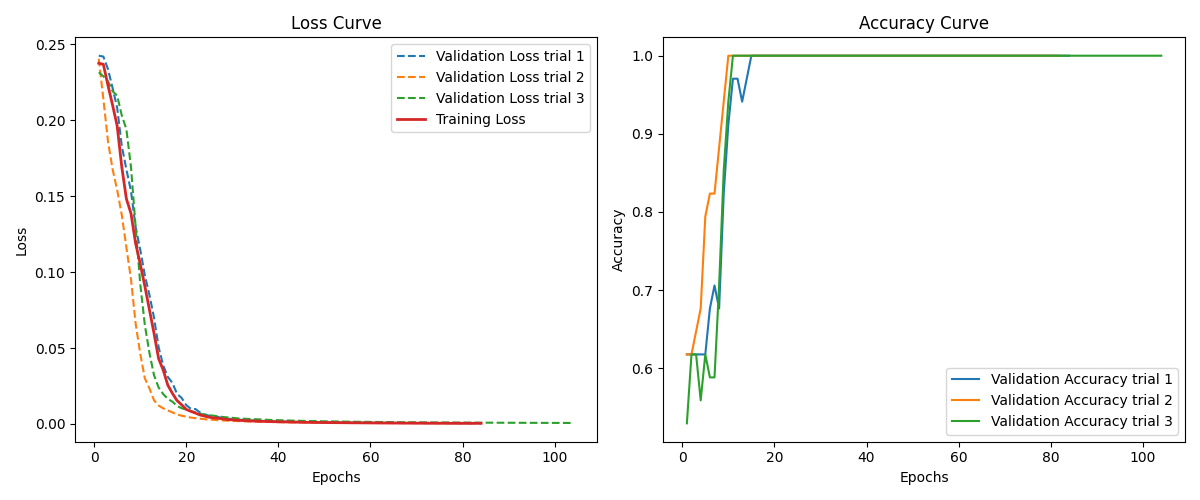 Loss Curve
Validation Loss trial 1
Validation Loss trial 2
Validation Loss trial 3
Training Loss
0.25
0.20
0.15
0.10
0.05
0.00
Loss
0 20 40 60 80 100
Epochs
Accuracy Curve
1.0
0.9
0.8
0.7
0.6
Accuracy
Validation Accuracy trial 1
Validation Accuracy trial 2
Validation Accuracy trial 3
0 20 40 60 80 100
Epochs